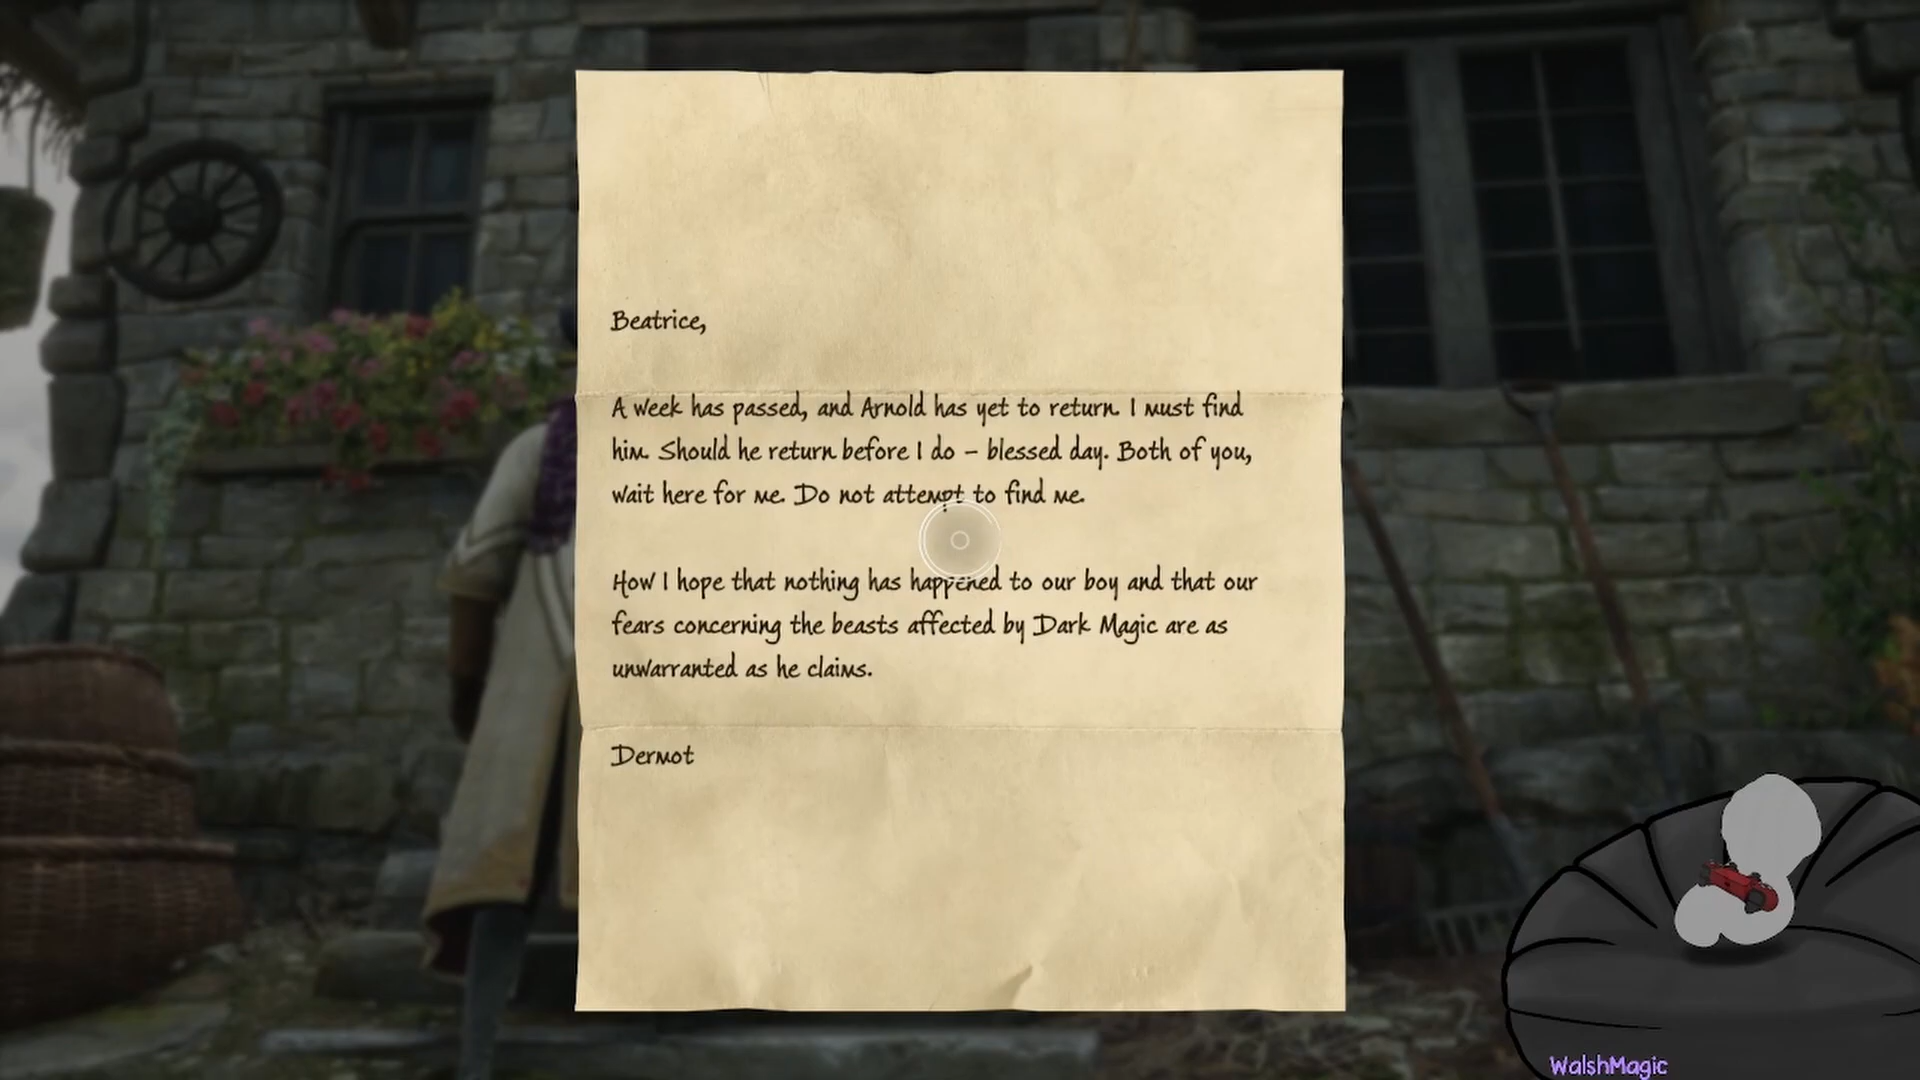 Beatrice,
A week has passed, and Arnold has yet to return. I must find
him. Should he return before I do – blessed day. Both of you,
wait here for me. Do not attempt to find me.
How I hope that nothing has happened to our boy and that our
fears concerning the beasts affected by Dark Magic are as
unwarranted as he claims.
Dermot
WalshMagic